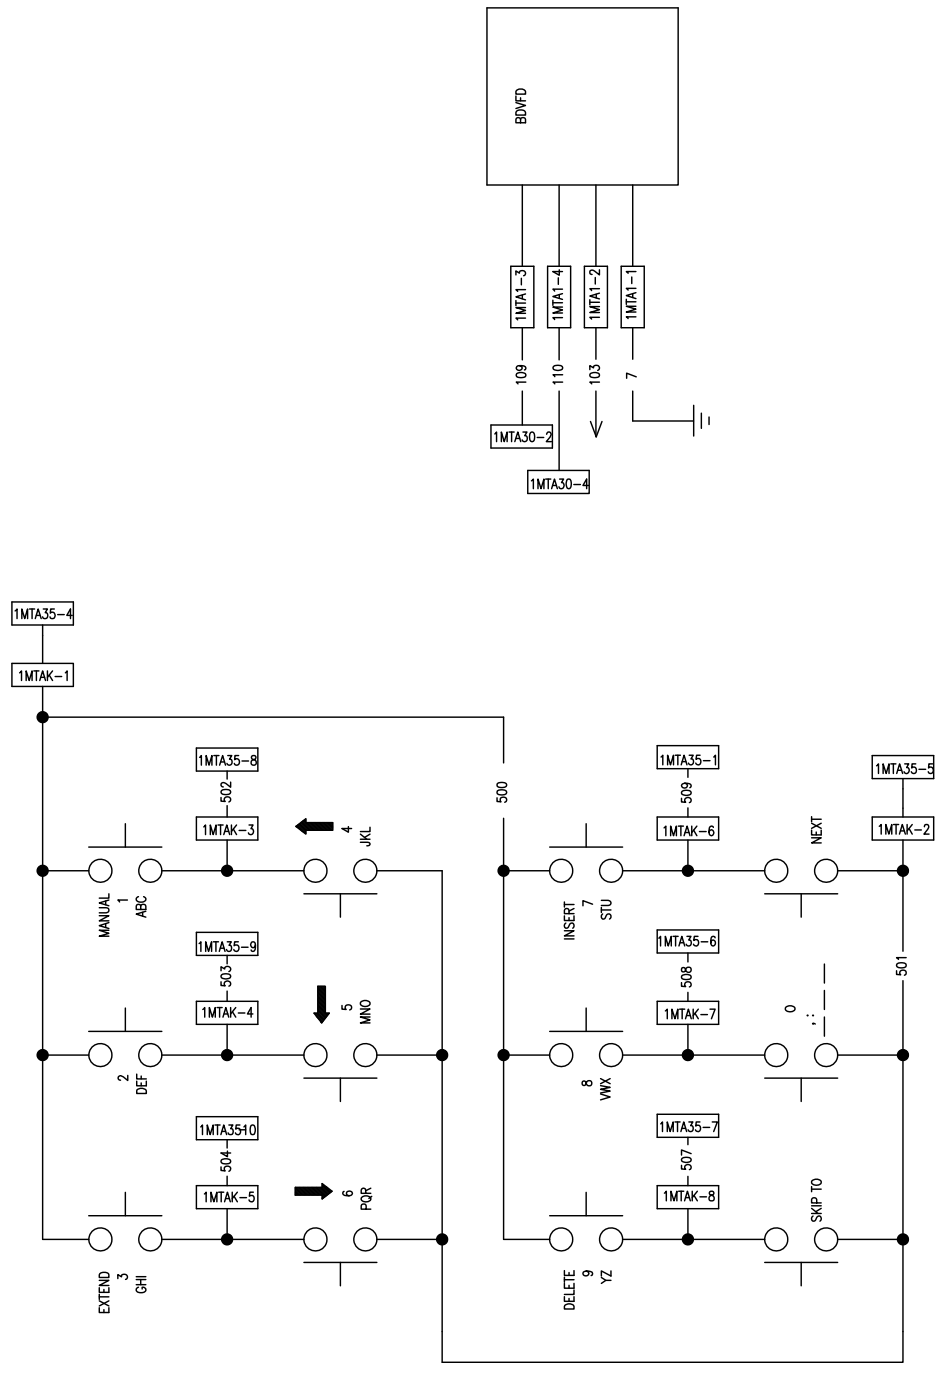 BDVFD
1MTA1-3
1MTA1-4
1MTA1-2
1MTA1-1
109
110
103
7
1MTA30-2
1MTA30-4
1MTA35-4
1MTAK-1
1MTA35-8
502
1MTAK-3
4
JKL
500
1MTA35-1
509
1MTAK-6
NEXT
1MTA35-5
1MTAK-2
MANUAL
1
ABC
INSERT
7
STU
1MTA35-9
503
1MTAK-4
5
MNO
1MTA35-6
508
1MTAK-7
0
,:
501
2
DEF
8
VWX
1MTA3510
504
1MTAK-5
6
PQR
1MTA35-7
507
1MTAK-8
SKIP TO
EXTEND
3
GHI
DELETE
9
YZ